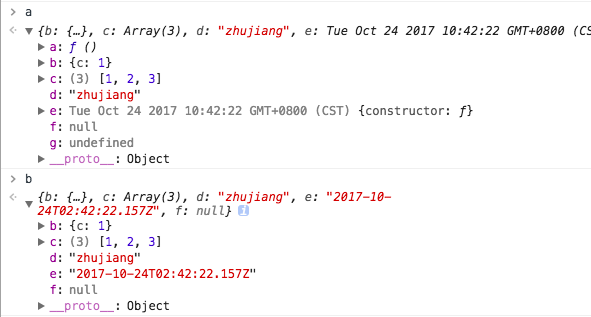 > a
< {b: {…}, c: Array(3), d: "zhujiang", e: Tue Oct 24 2017 10:42:22 GMT+0800 (CS
▶ a: ƒ ()
▶ b: {c: 1}
▶ c: (3) [1, 2, 3]
d: "zhujiang"
▶ e: Tue Oct 24 2017 10:42:22 GMT+0800 (CST) {constructor: ƒ}
f: null
g: undefined
▶ __proto__: Object
> b
< {b: {…}, c: Array(3), d: "zhujiang", e: "2017-10-
▼ 24T02:42:22.157Z", f: null} i
▶ b: {c: 1}
▶ c: (3) [1, 2, 3]
d: "zhujiang"
e: "2017-10-24T02:42:22.157Z"
f: null
▶ __proto__: Object